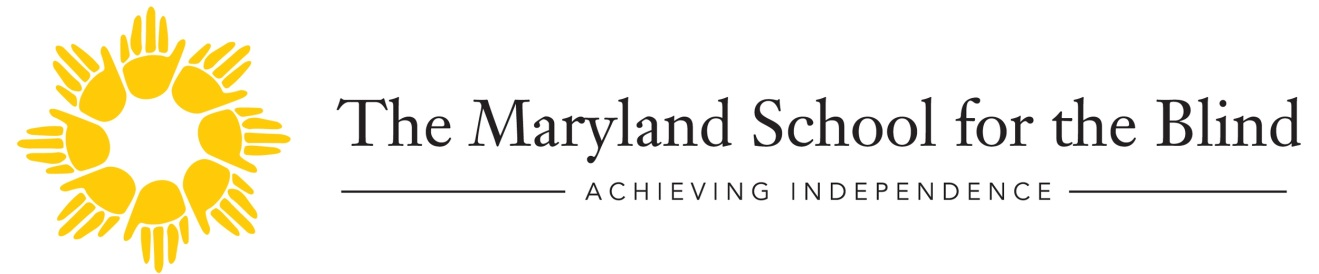 The Maryland School for the Blind
ACHIEVING INDEPENDENCE